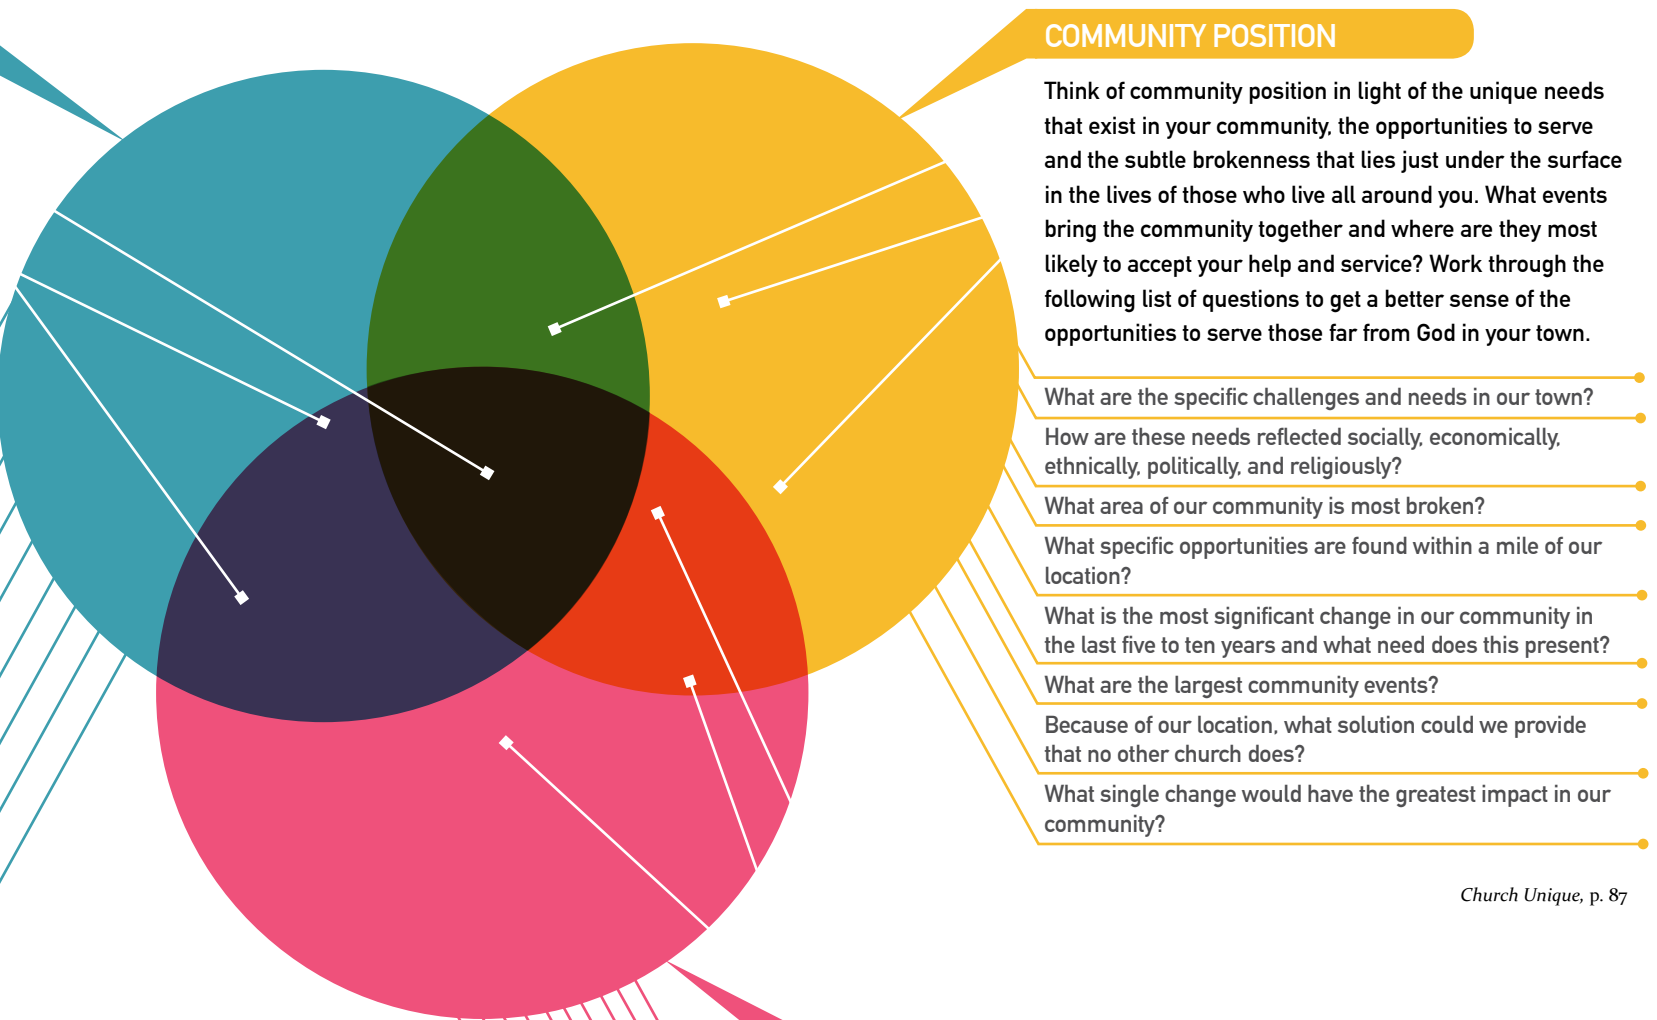 COMMUNITY POSITION
Think of community position in light of the unique needs
that exist in your community, the opportunities to serve
and the subtle brokenness that lies just under the surface
in the lives of those who live all around you. What events
bring the community together and where are they most
likely to accept your help and service? Work through the
following list of questions to get a better sense of the
opportunities to serve those far from God in your town.
What are the specific challenges and needs in our town?
How are these needs reflected socially, economically,
ethnically, politically, and religiously?
What area of our community is most broken?
What specific opportunities are found within a mile of our
location?
What is the most significant change in our community in
the last five to ten years and what need does this present?
What are the largest community events?
Because of our location, what solution could we provide
that no other church does?
What single change would have the greatest impact in our
community?
Church Unique, p. 87